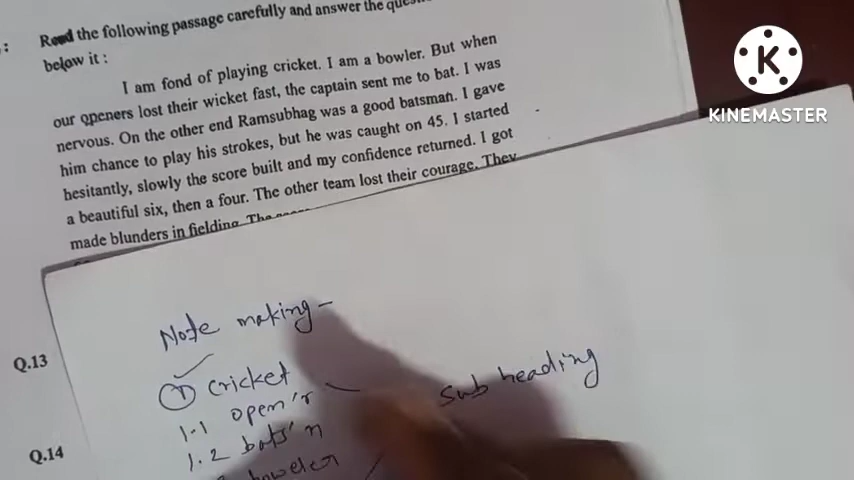 Read the following passage carefully and answer the
below it :
I am fond of playing cricket. I am a bowler. But when
our openers lost their wicket fast, the captain sent me to bat. I was
nervous. On the other end Ramsubhag was a good batsman. I gave
him chance to play his strokes, but he was caught on 45. I started
hesitantly, slowly the score built and my confidence returned. I got
a beautiful six, then a four. The other team lost their courage. They
made blunders in fielding. The
K
KINEMASTER
Note making -
Q.13
① cricket
sub heading
1.1 open'r
1.2 bats'n
Q.14
bowler